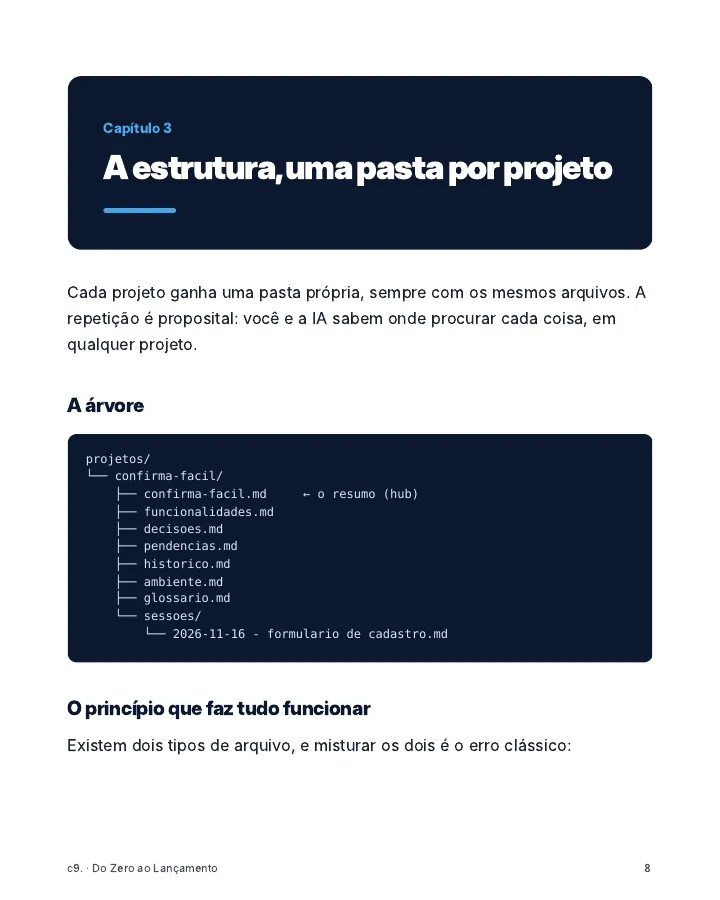 Capítulo 3
A estrutura, uma pasta por projeto
Cada projeto ganha uma pasta própria, sempre com os mesmos arquivos. A
repetição é proposital: você e a IA sabem onde procurar cada coisa, em
qualquer projeto.
A árvore
projetos/
└── confirma-facil/
    ├── confirma-facil.md     ← o resumo (hub)
    ├── funcionalidades.md
    ├── decisoes.md
    ├── pendencias.md
    ├── historico.md
    ├── ambiente.md
    ├── glossario.md
    └── sessoes/
        └── 2026-11-16 - formulario de cadastro.md
O princípio que faz tudo funcionar
Existem dois tipos de arquivo, e misturar os dois é o erro clássico:
c9. · Do Zero ao Lançamento
8